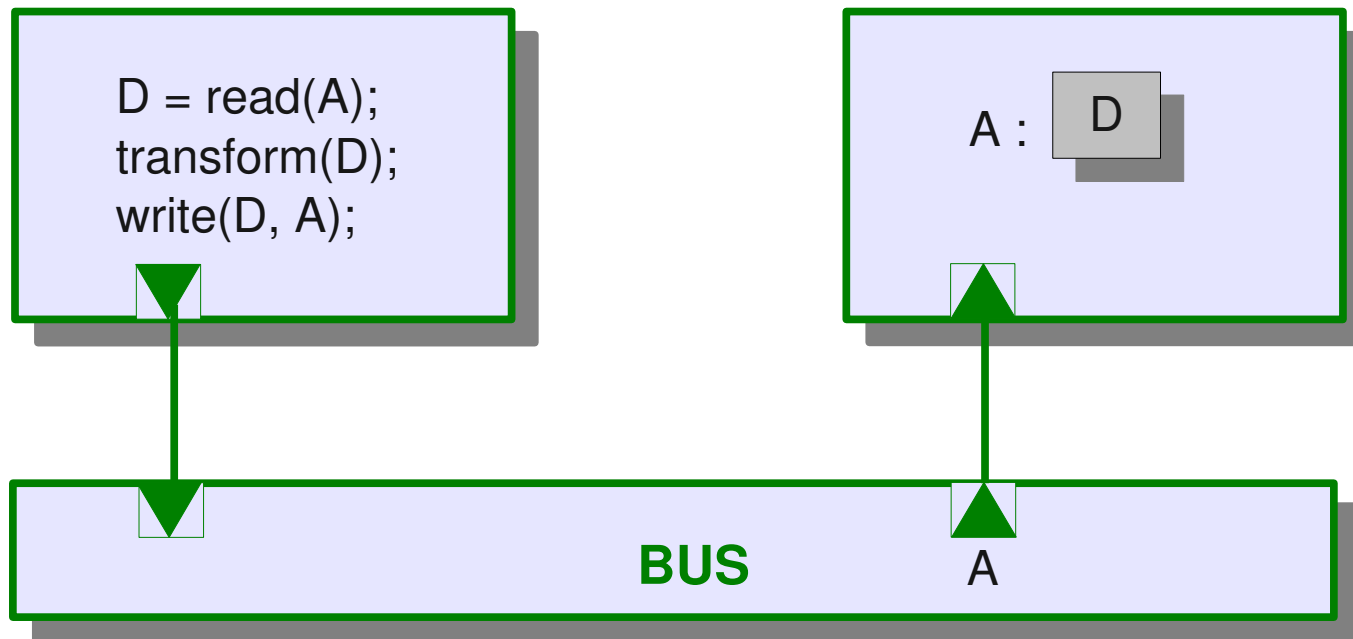 D = read(A);
transform(D);
write(D, A);
A :
D
BUS
A